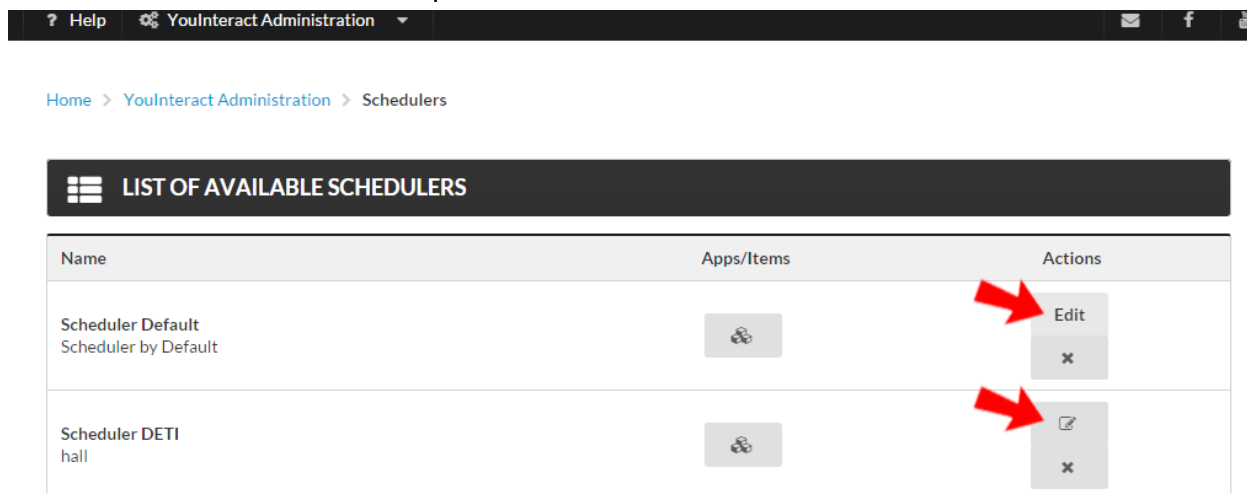 ? Help YouInteract Administration
Home > YouInteract Administration > Schedulers
LIST OF AVAILABLE SCHEDULERS
Name Apps/Items Actions
Scheduler Default
Scheduler by Default
Edit
Scheduler DETI
hall